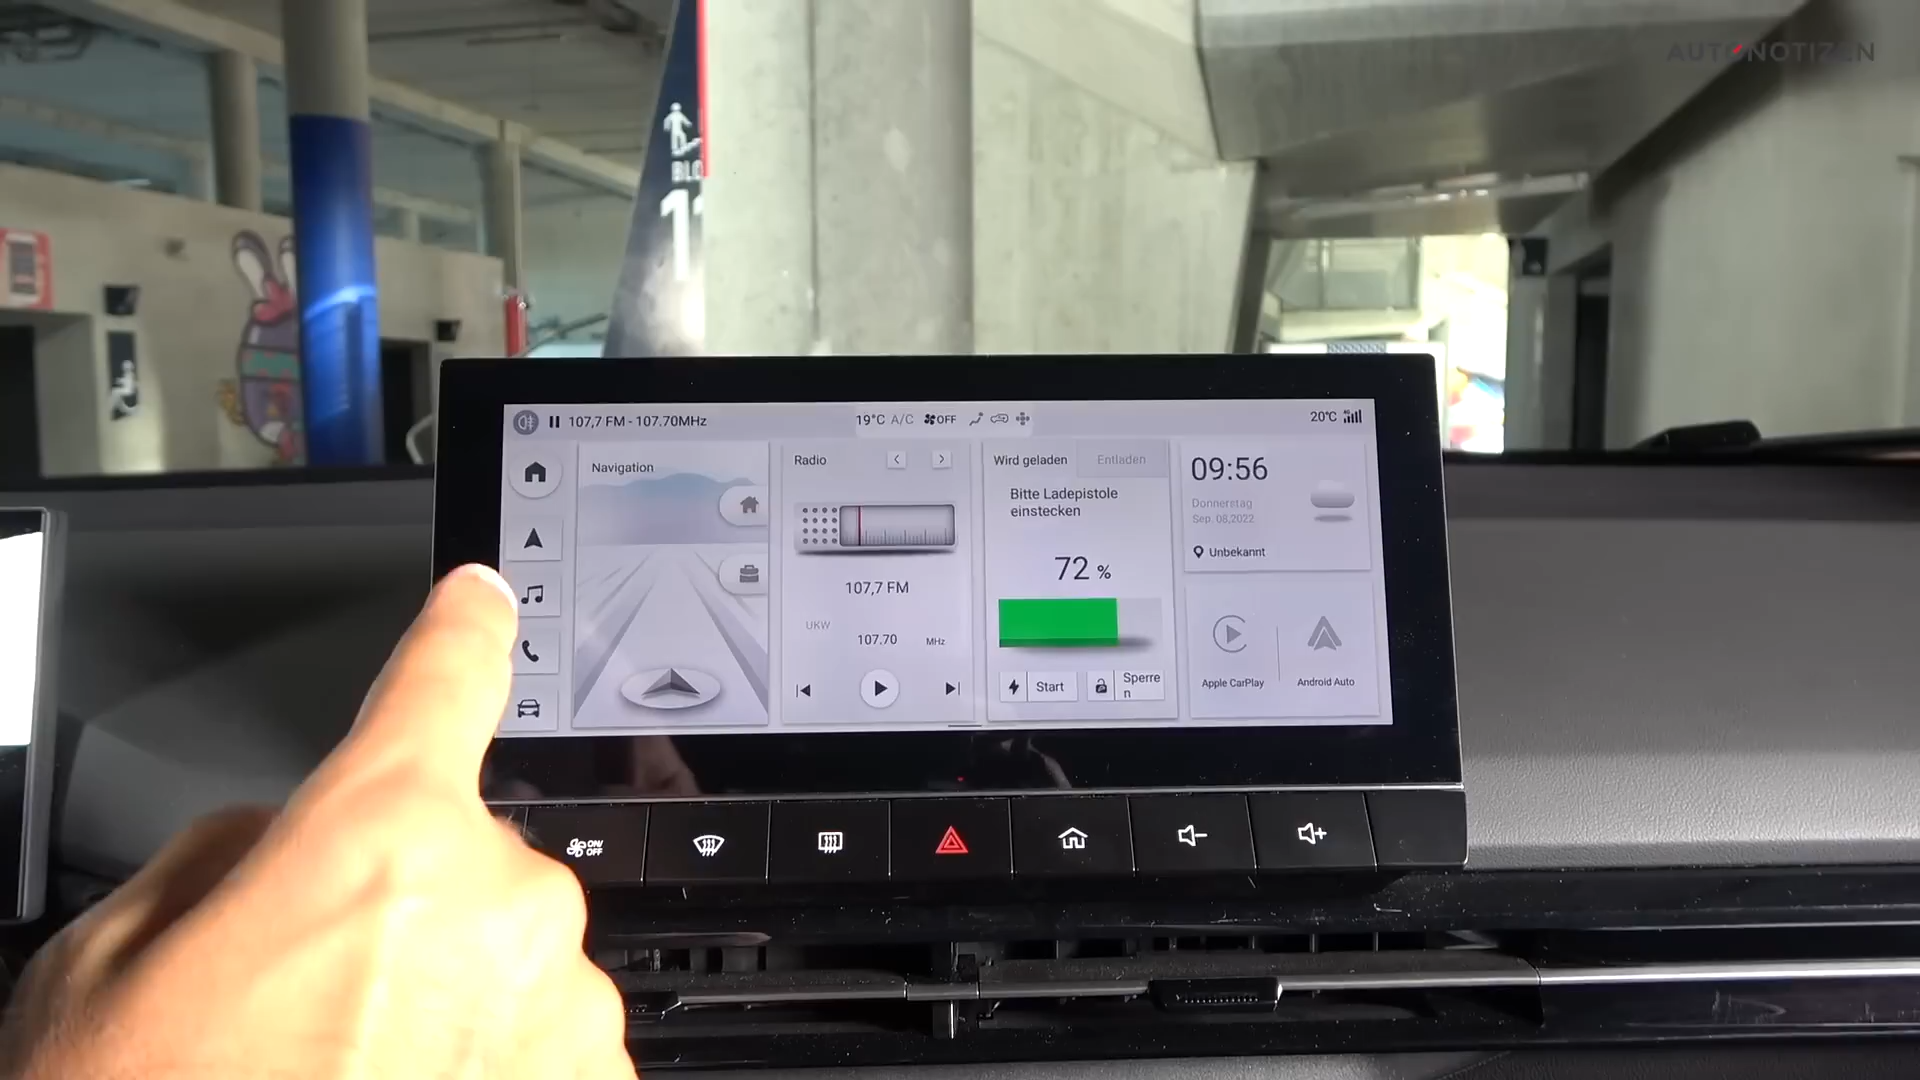 AUTONOTIZEN
BLO
107,7 FM - 107.70MHz
19°C A/C OFF
20°C
Navigation
Radio
107,7 FM
UKW
107.70
MHz
Wird geladen
Entladen
Bitte Ladepistole
einstecken
72 %
Start
Sperre
n
09:56
Donnerstag
Sep. 08,2022
Unbekannt
Apple CarPlay
Android Auto
ON/
OFF